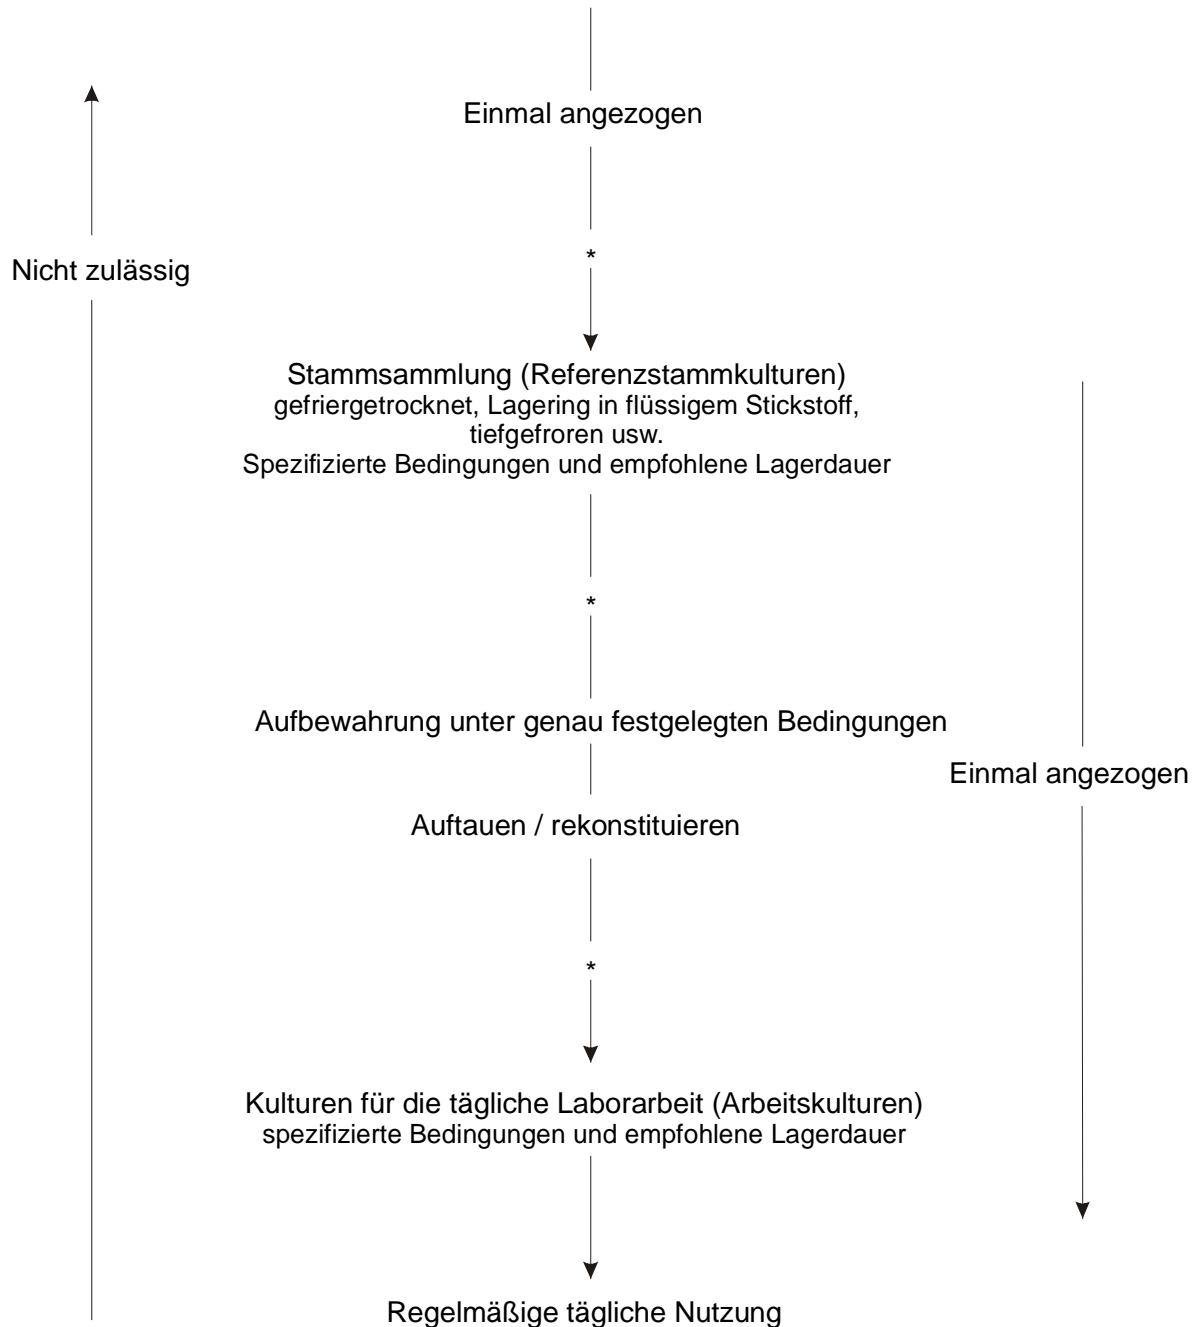 Einmal angezogen
*
Nicht zulässig
Stammsammlung (Referenzstammkulturen)
gefriergetrocknet, Lagering in flüssigem Stickstoff,
tiefgefroren usw.
Spezifizierte Bedingungen und empfohlene Lagerdauer
*
Aufbewahrung unter genau festgelegten Bedingungen
Einmal angezogen
Auftauen / rekonstituieren
*
Kulturen für die tägliche Laborarbeit (Arbeitskulturen)
spezifizierte Bedingungen und empfohlene Lagerdauer
Regelmäßige tägliche Nutzung